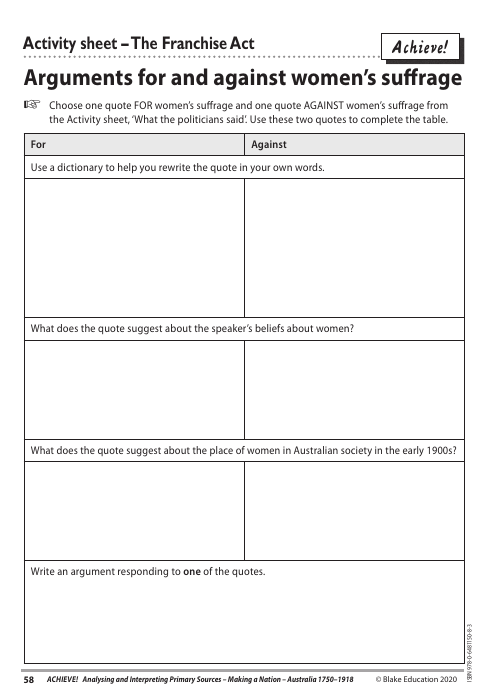 Activity sheet – The Franchise Act
Achieve!
Arguments for and against women's suffrage
Choose one quote FOR women's suffrage and one quote AGAINST women's suffrage from
the Activity sheet, 'What the politicians said'. Use these two quotes to complete the table.
For
Against
Use a dictionary to help you rewrite the quote in your own words.
What does the quote suggest about the speaker's beliefs about women?
What does the quote suggest about the place of women in Australian society in the early 1900s?
Write an argument responding to one of the quotes.
58 ACHIEVE! Analysing and Interpreting Primary Sources – Making a Nation – Australia 1750–1918 © Blake Education 2020